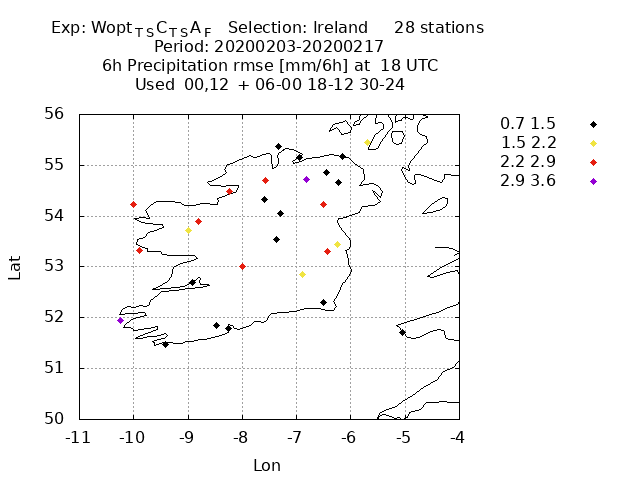 Exp: Wopt T S C T S A F Selection: Ireland 28 stations
Period: 20200203-20200217
6h Precipitation rmse [mm/6h] at 18 UTC
Used 00,12 + 06-00 18-12 30-24
0.7 1.5
1.5 2.2
2.2 2.9
2.9 3.6
56
55
54
53
52
51
50
Lat
-11 -10 -9 -8 -7 -6 -5 -4
Lon